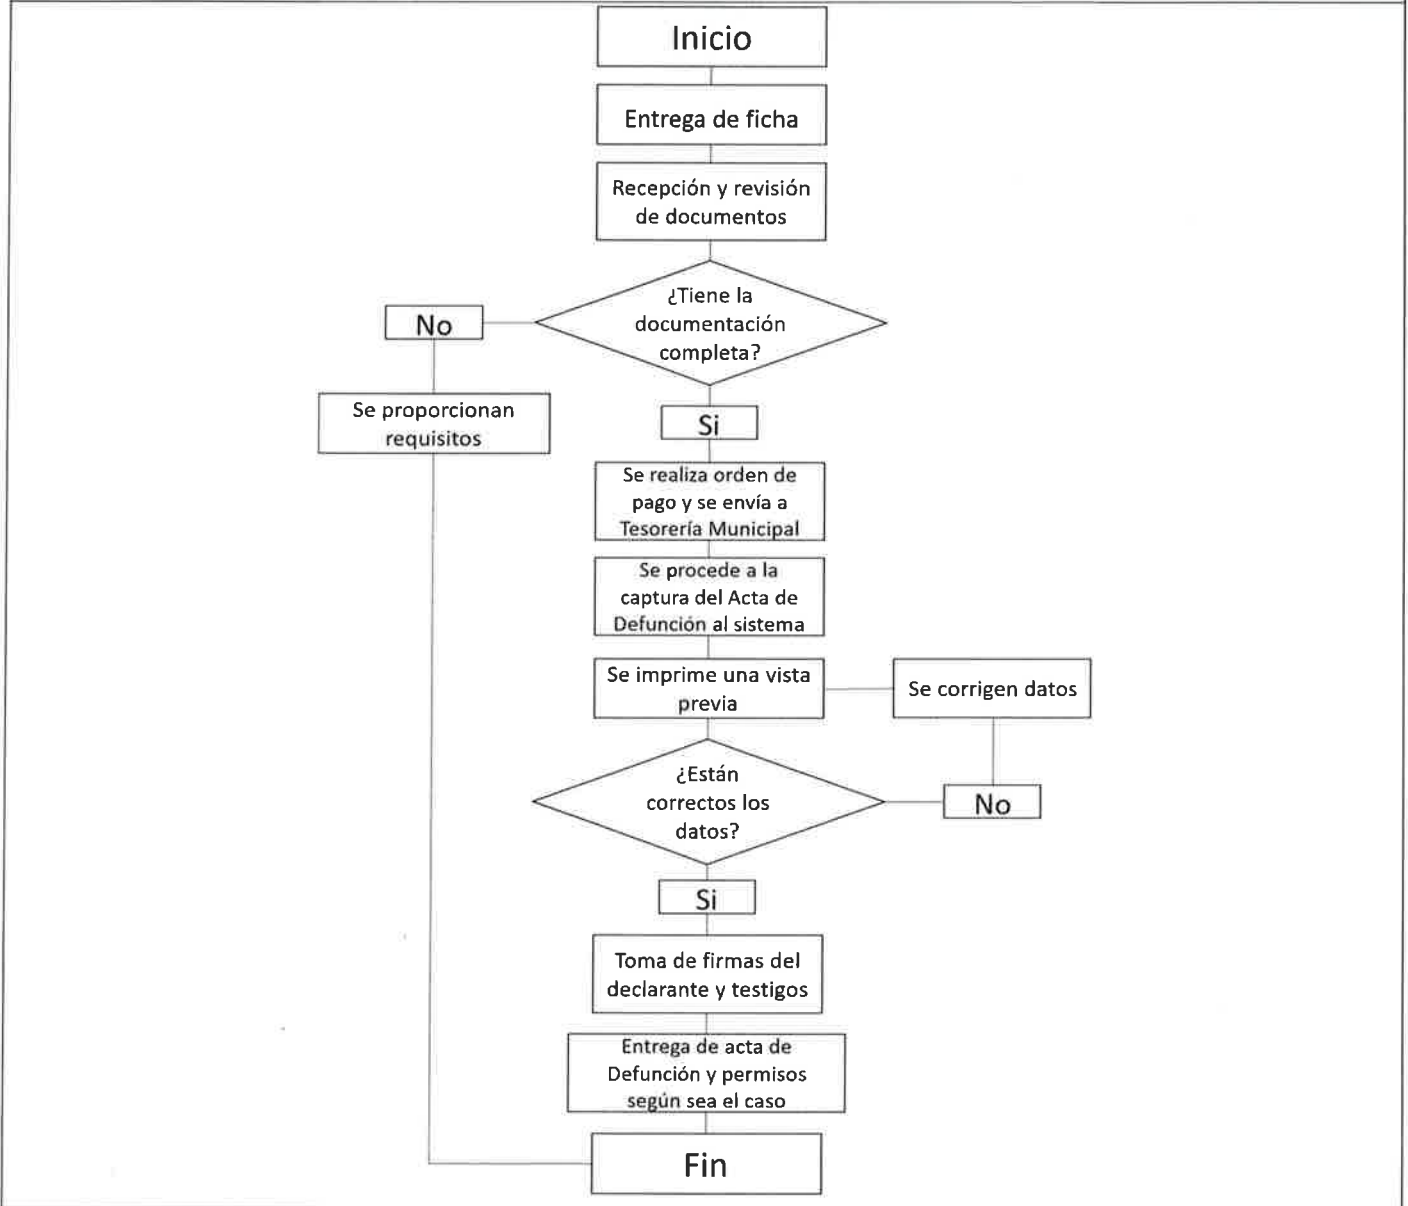 Inicio
Entrega de ficha
Recepción y revisión
de documentos
¿Tiene la
documentación
completa?
No
Se proporcionan
requisitos
Si
Se realiza orden de
pago y se envía a
Tesorería Municipal
Se procede a la
captura del Acta de
Defunción al sistema
Se imprime una vista
previa
Se corrigen datos
¿Están
correctos los
datos?
No
Si
Toma de firmas del
declarante y testigos
Entrega de acta de
Defunción y permisos
según sea el caso
Fin